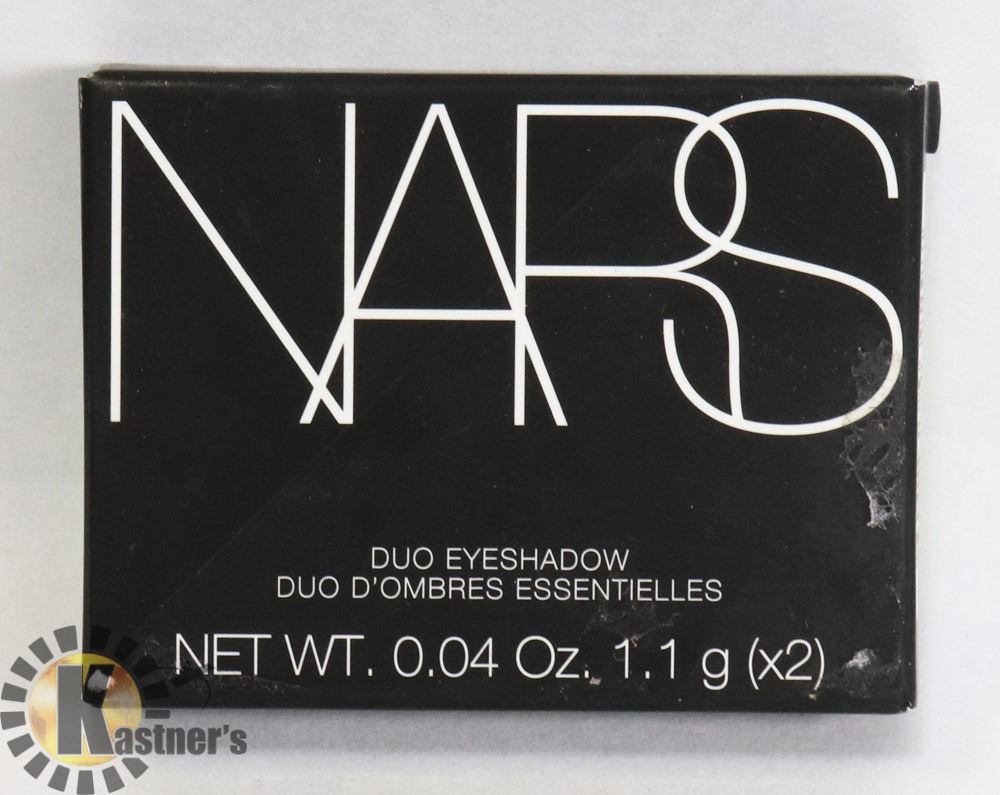 NARS
DUO EYESHADOW
DUO D'OMBRES ESSENTIELLES
NET WT. 0.04 Oz. 1.1 g (x2)
Kastner's